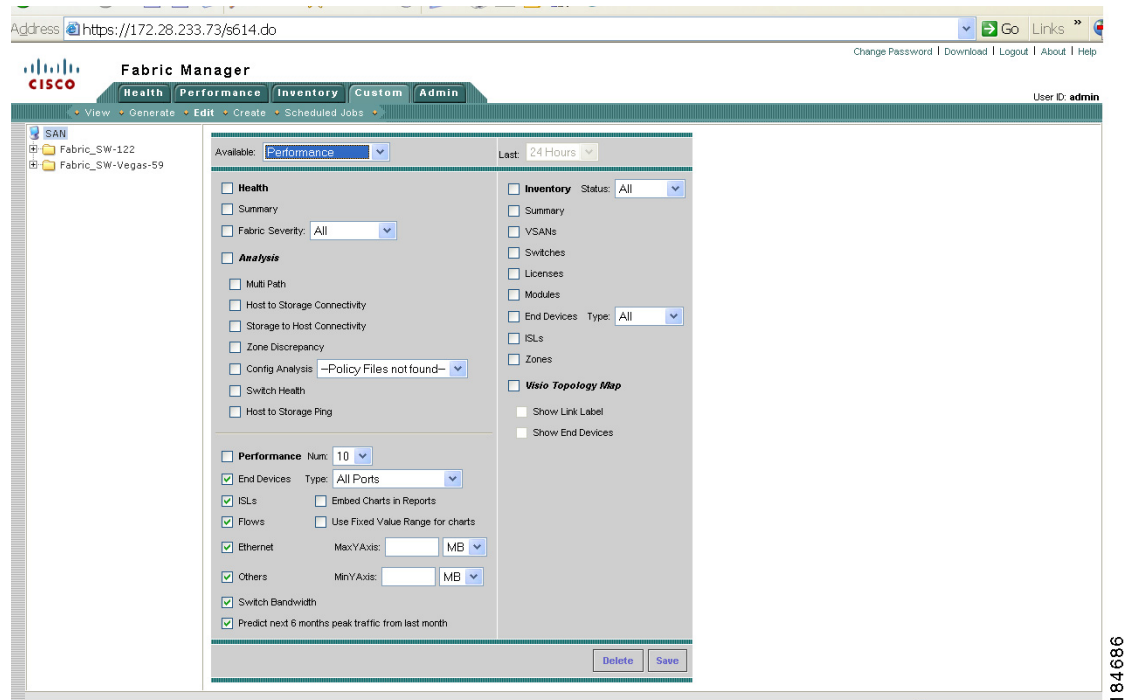 Address https://172.28.233.73/s614.do Go Links »
Change Password | Download | Logout | About | Help
CISCO Fabric Manager
Health Performance Inventory Custom Admin
User ID: admin
View Generate Edit Create Scheduled Jobs
SAN
Fabric_SW-122
Fabric_SW-Vegas-59
Available: Performance
Last: 24 Hours
Health
Summary
Fabric Severity: All
Analysis
Multi Path
Host to Storage Connectivity
Storage to Host Connectivity
Zone Discrepancy
Config Analysis –Policy Files not found–
Switch Health
Host to Storage Ping
Performance Num: 10
End Devices Type: All Ports
ISLs Embed Charts in Reports
Flows Use Fixed Value Range for charts
Ethernet MaxYAxis: MB
Others MinYAxis: MB
Switch Bandwidth
Predict next 6 months peak traffic from last month
Inventory Status: All
Summary
VSANs
Switches
Licenses
Modules
End Devices Type: All
ISLs
Zones
Visio Topology Map
Show Link Label
Show End Devices
Delete Save
184686